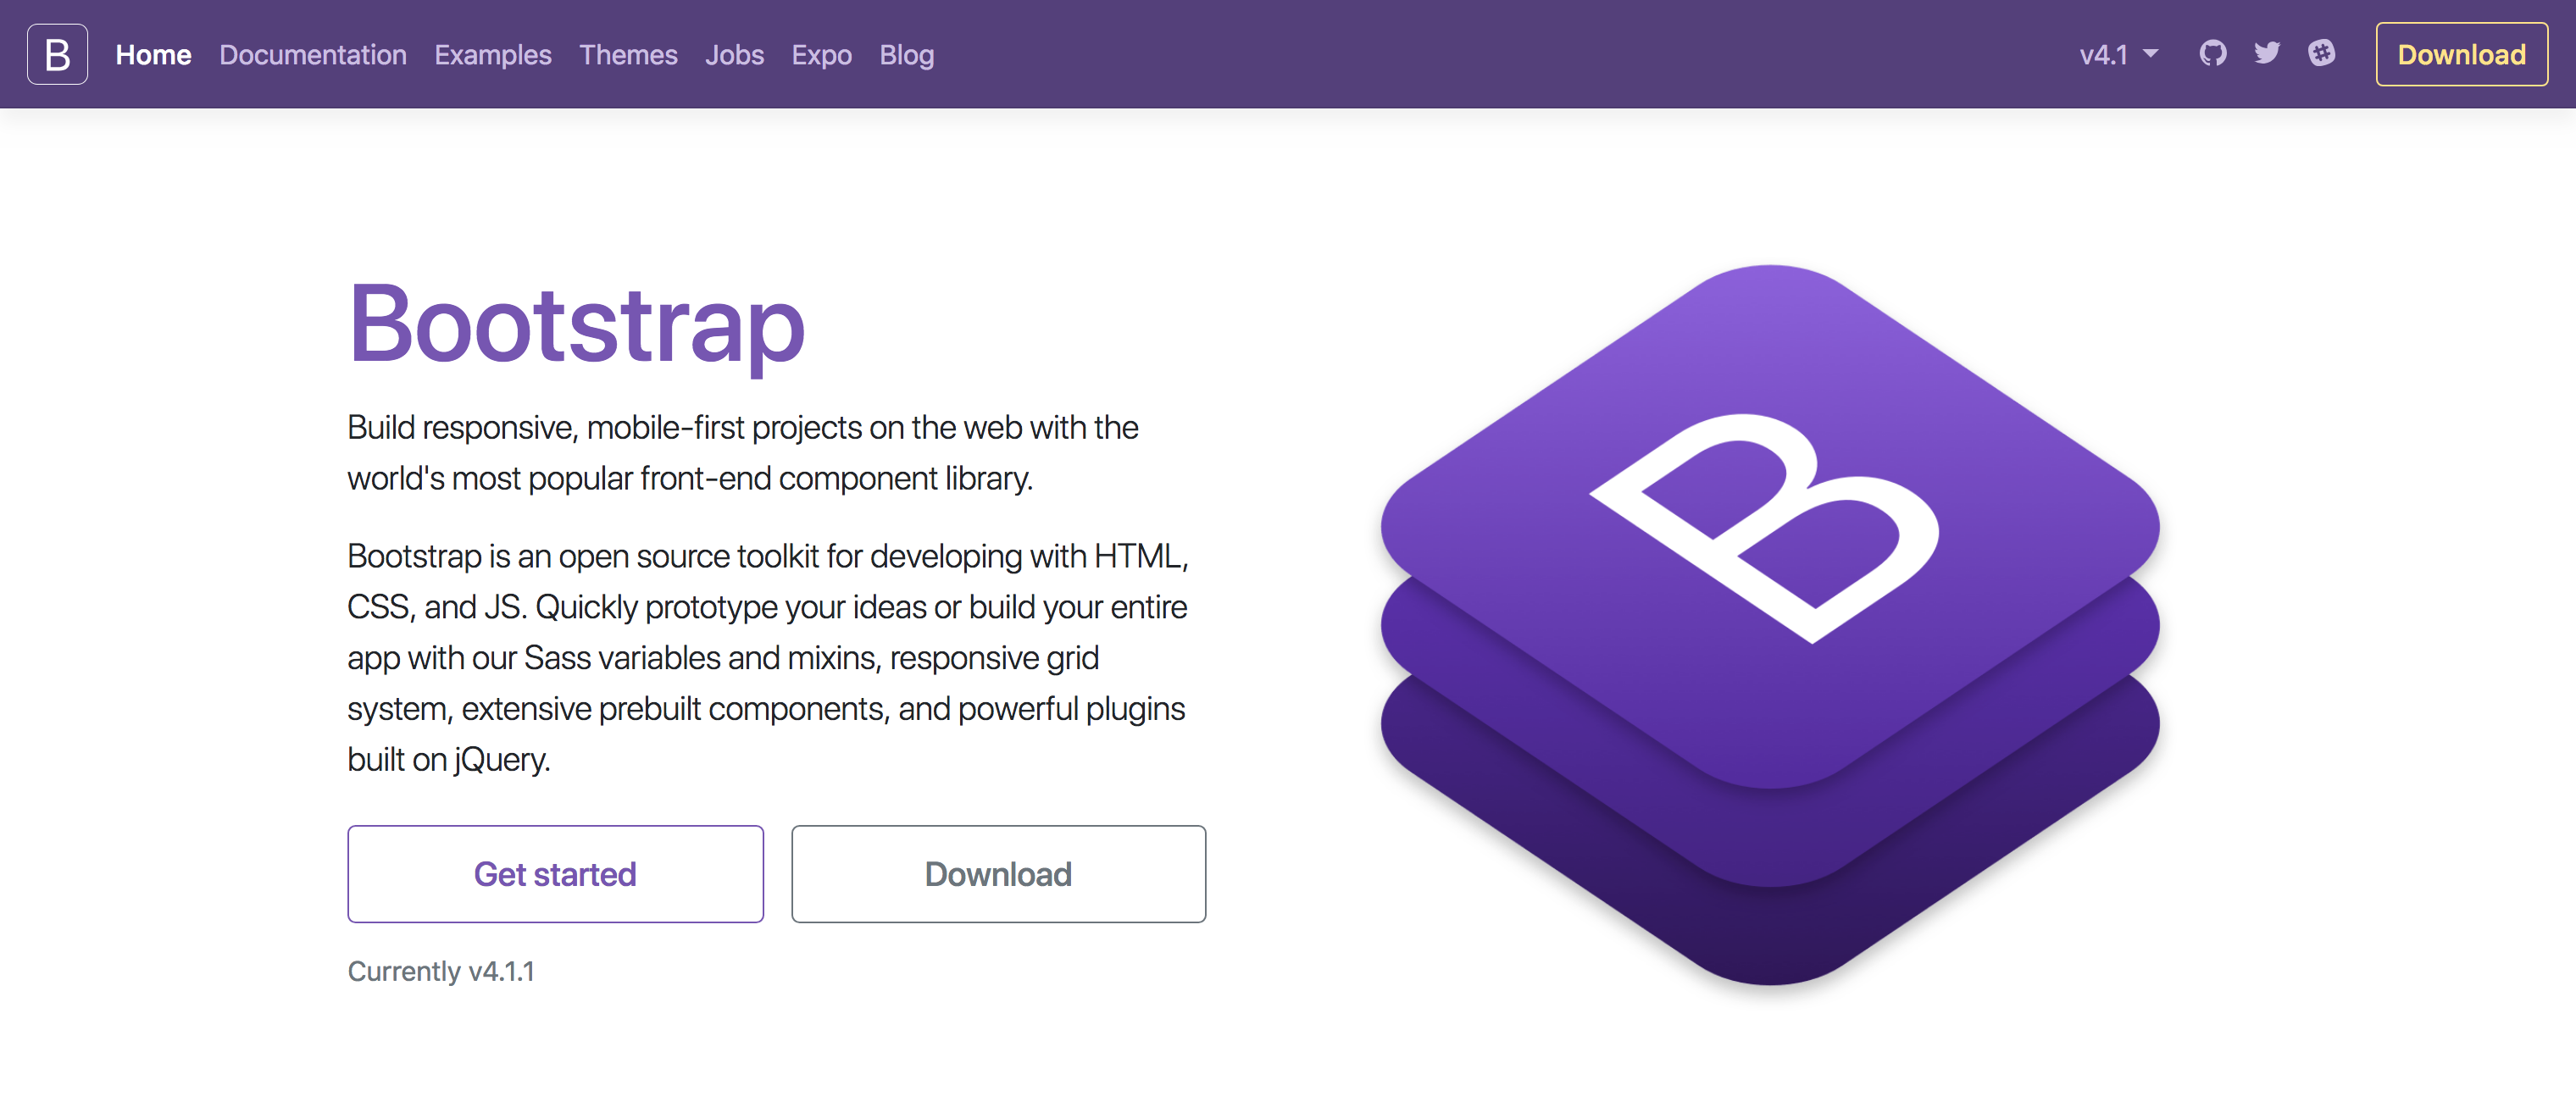 B Home Documentation Examples Themes Jobs Expo Blog v4.1 Download
Bootstrap
Build responsive, mobile-first projects on the web with the
world's most popular front-end component library.
Bootstrap is an open source toolkit for developing with HTML,
CSS, and JS. Quickly prototype your ideas or build your entire
app with our Sass variables and mixins, responsive grid
system, extensive prebuilt components, and powerful plugins
built on jQuery.
Get started Download
Currently v4.1.1
B